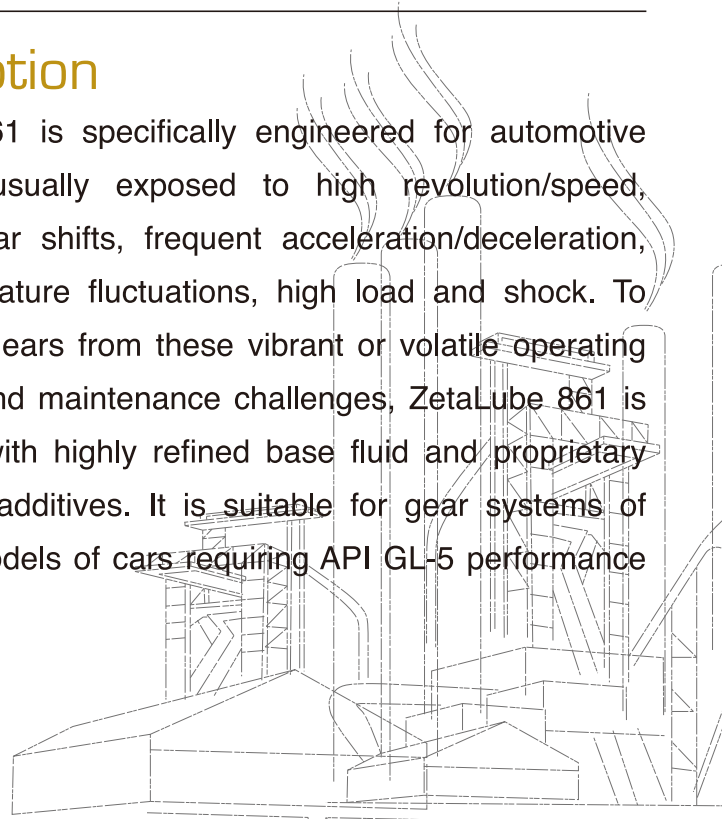 ption
61 is specifically engineered for automotive
usually exposed to high revolution/speed,
ar shifts, frequent acceleration/deceleration,
ature fluctuations, high load and shock. To
ears from these vibrant or volatile operating
nd maintenance challenges, ZetaLube 861 is
with highly refined base fluid and proprietary
additives. It is suitable for gear systems of
odels of cars requiring API GL-5 performance